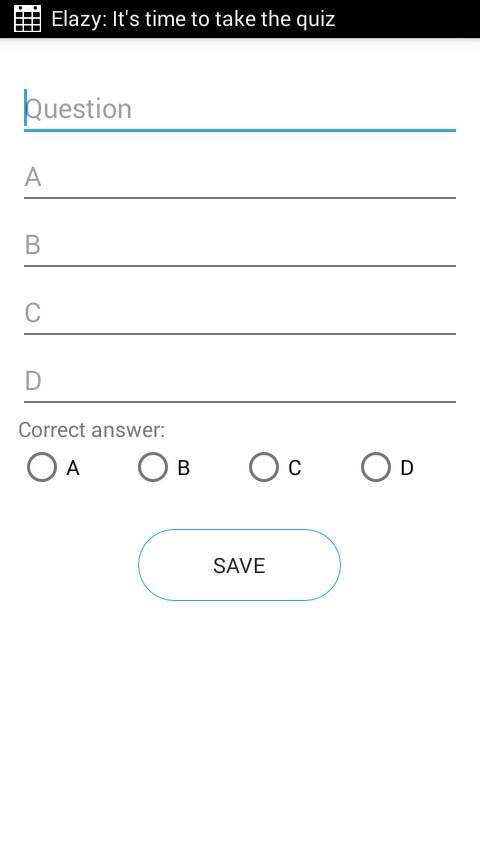 Elazy: It's time to take the quiz
Question
A
B
C
D
Correct answer:
A B C D
SAVE